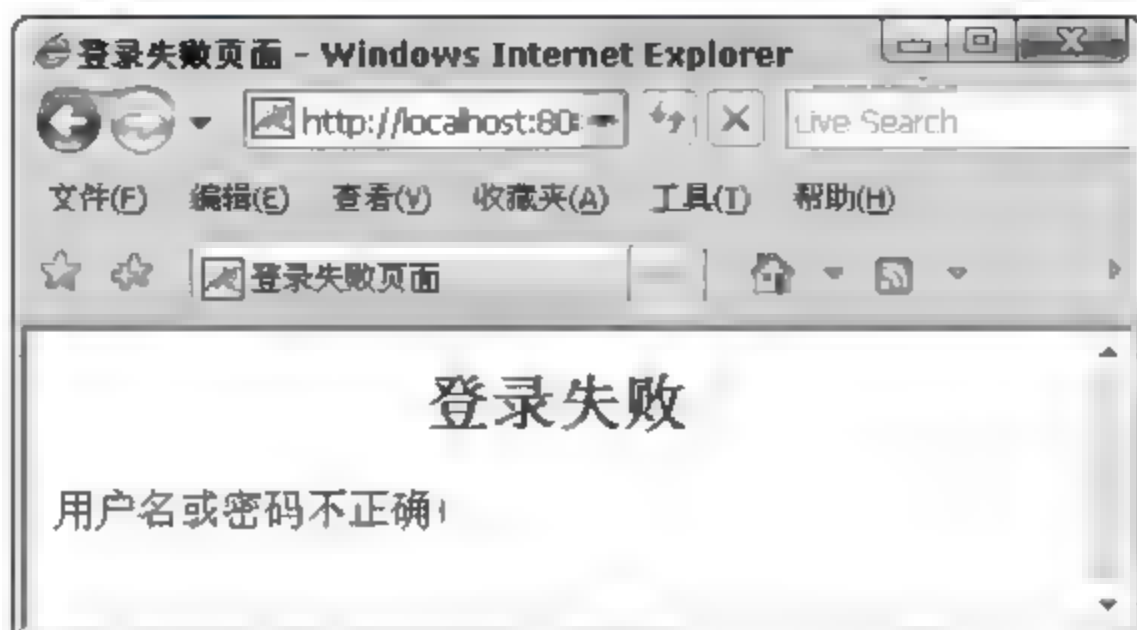 登录失败页面 - Windows Internet Explorer
http://localhost:80 Live Search
文件(F) 编辑(E) 查看(V) 收藏夹(A) 工具(T) 帮助(H)
登录失败页面
登录失败
用户名或密码不正确!